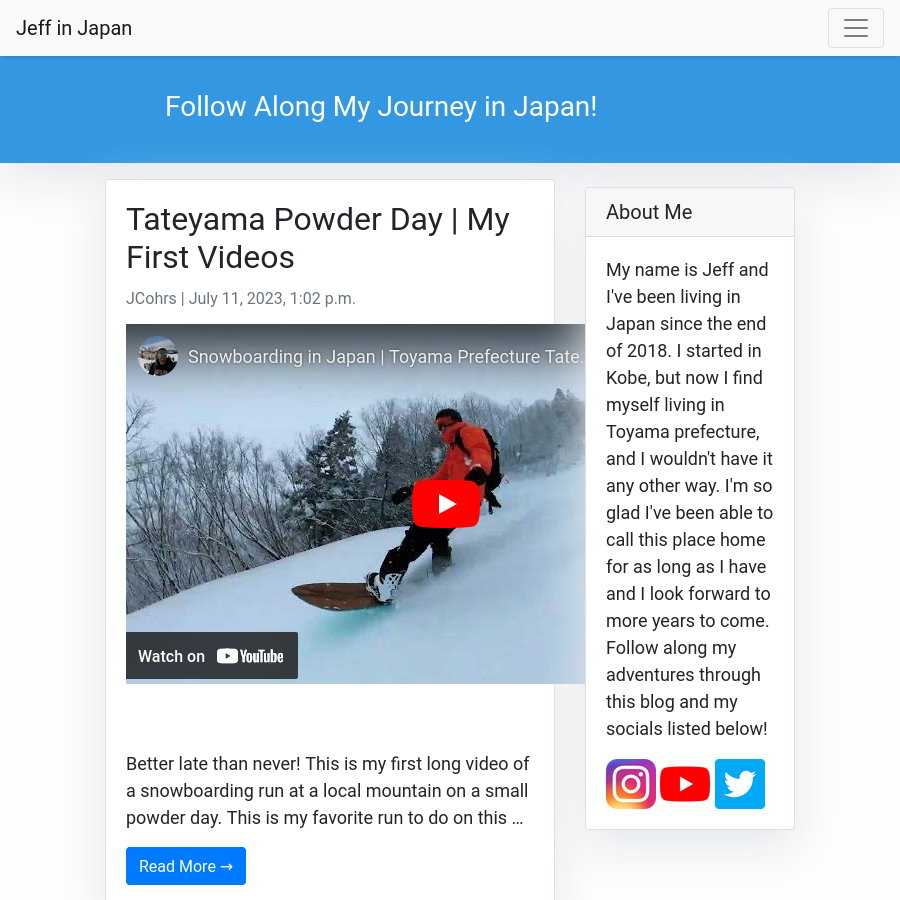 Jeff in Japan
Follow Along My Journey in Japan!
Tateyama Powder Day | My
First Videos
JCohrs | July 11, 2023, 1:02 p.m.
Snowboarding in Japan | Toyama Prefecture Tate.
Watch on YouTube
Better late than never! This is my first long video of
a snowboarding run at a local mountain on a small
powder day. This is my favorite run to do on this ...
Read More →
About Me
My name is Jeff and
I've been living in
Japan since the end
of 2018. I started in
Kobe, but now I find
myself living in
Toyama prefecture,
and I wouldn't have it
any other way. I'm so
glad I've been able to
call this place home
for as long as I have
and I look forward to
more years to come.
Follow along my
adventures through
this blog and my
socials listed below!